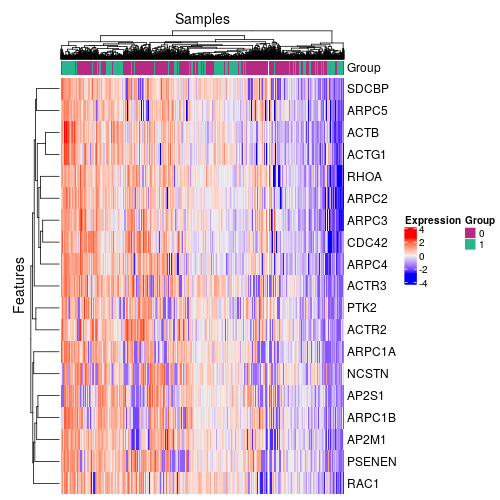 Samples
Group
SDCBP
ARPC5
ACTB
ACTG1
RHOA
ARPC2
ARPC3
CDC42
ARPC4
ACTR3
PTK2
ACTR2
ARPC1A
NCSTN
AP2S1
ARPC1B
AP2M1
PSENEN
RAC1
Features
Expression
4
2
0
-2
-4
Group
0
1